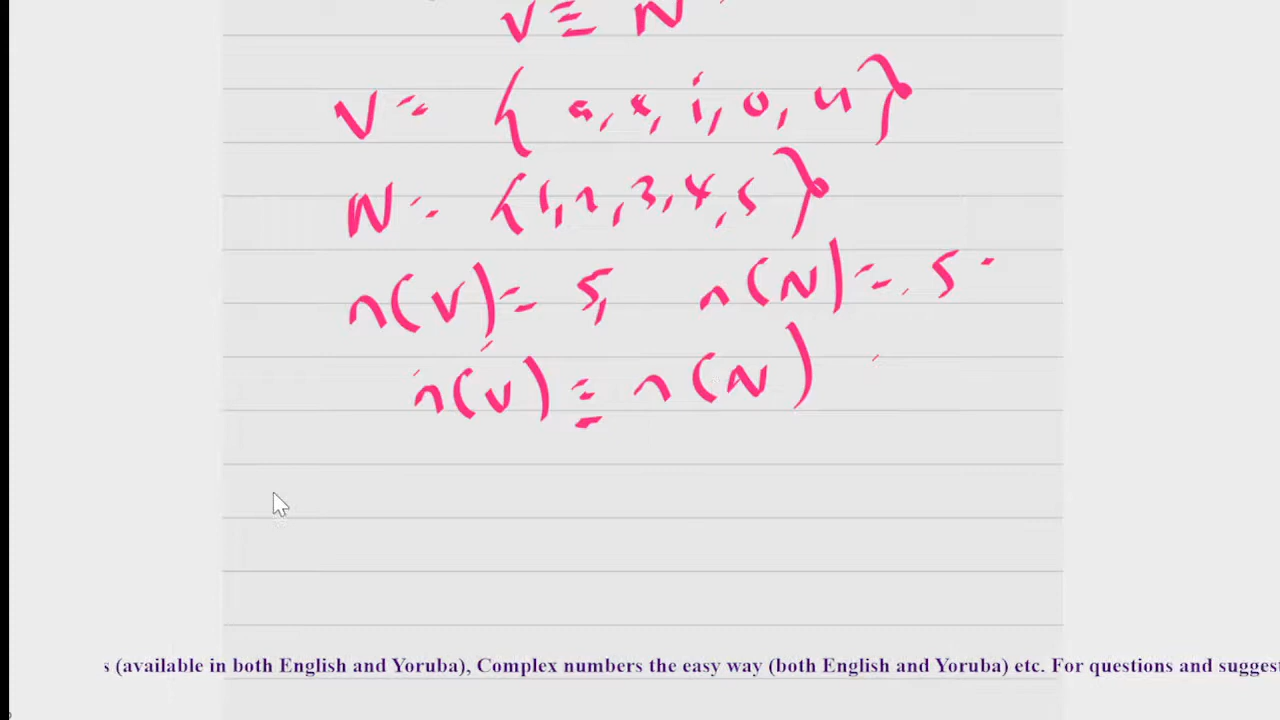 V ≡ N
V = { a, e, i, o, u }
N = { 1, 2, 3, 4, 5 }
n(V) = 5, n(N) = 5.
n(V) ≡ n(N)
s (available in both English and Yoruba), Complex numbers the easy way (both English and Yoruba) etc. For questions and suggest